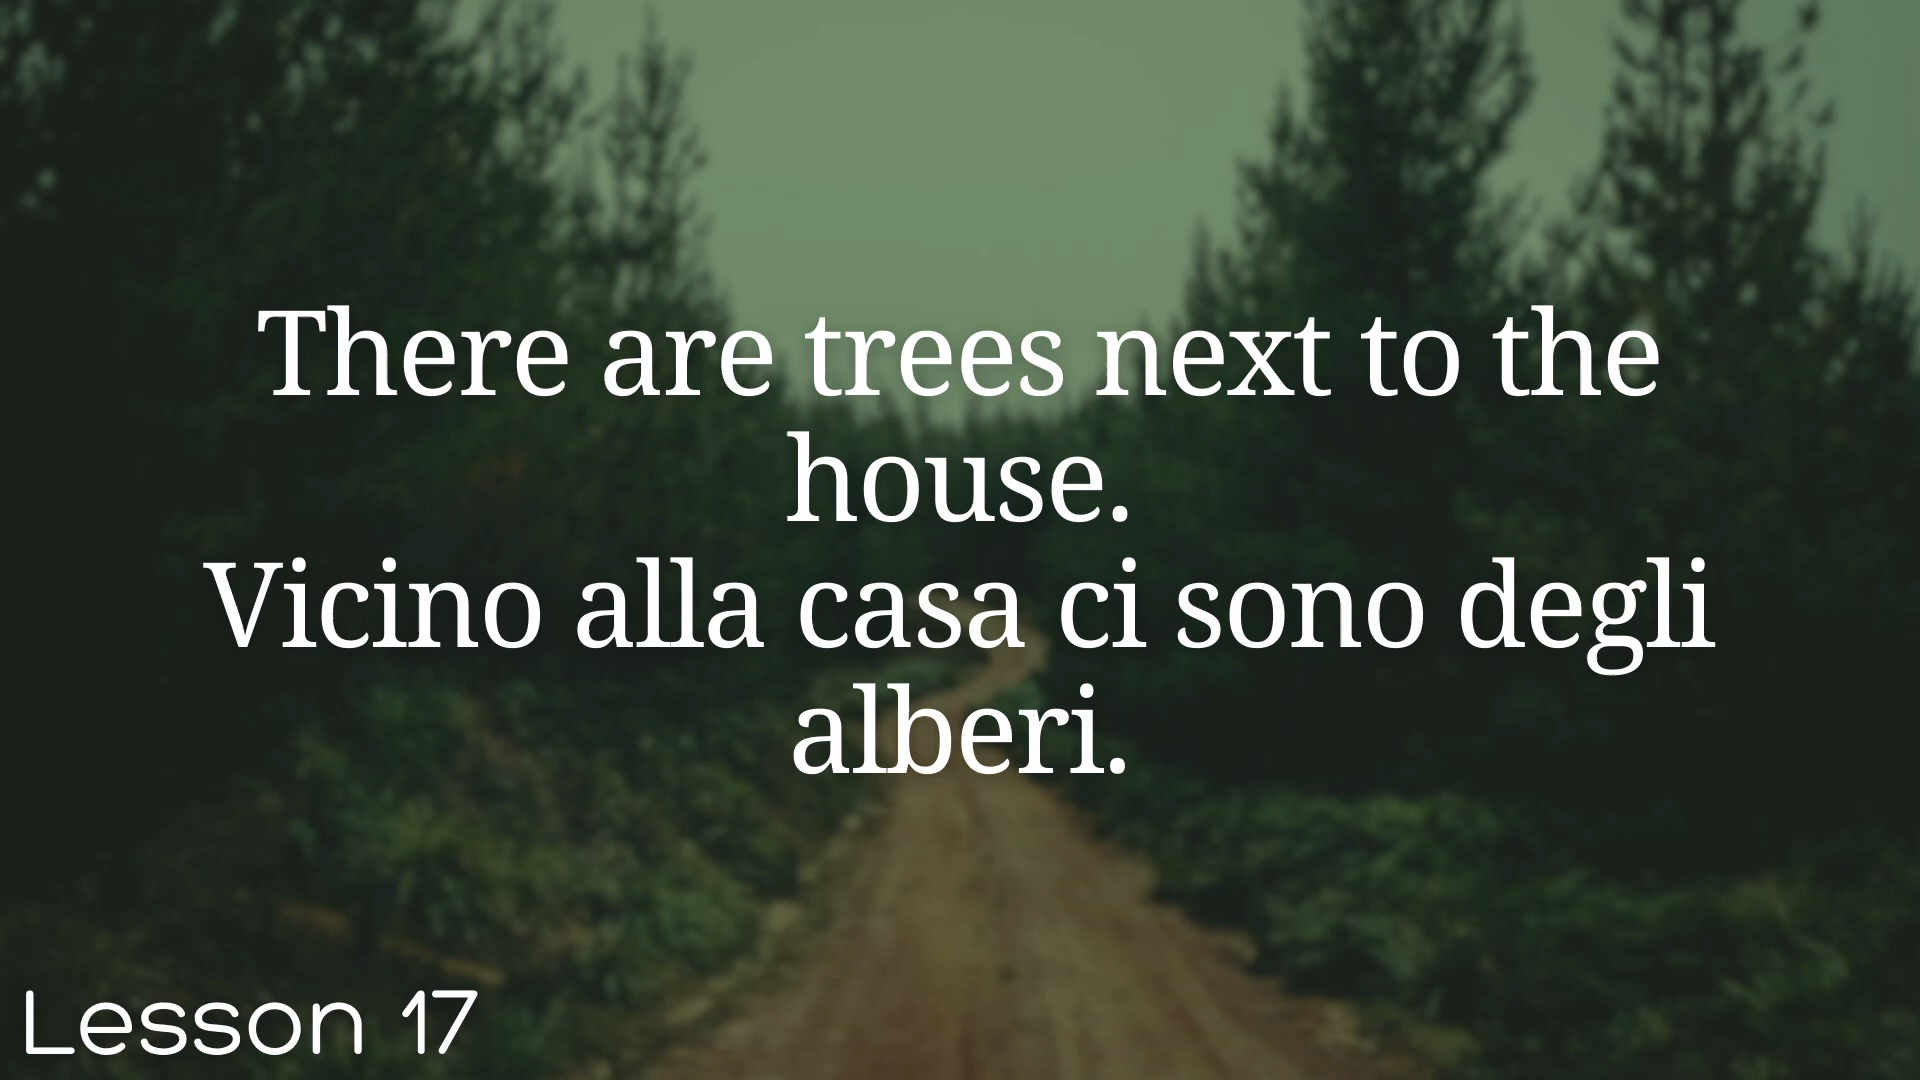 There are trees next to the
house.
Vicino alla casa ci sono degli
alberi.
Lesson 17